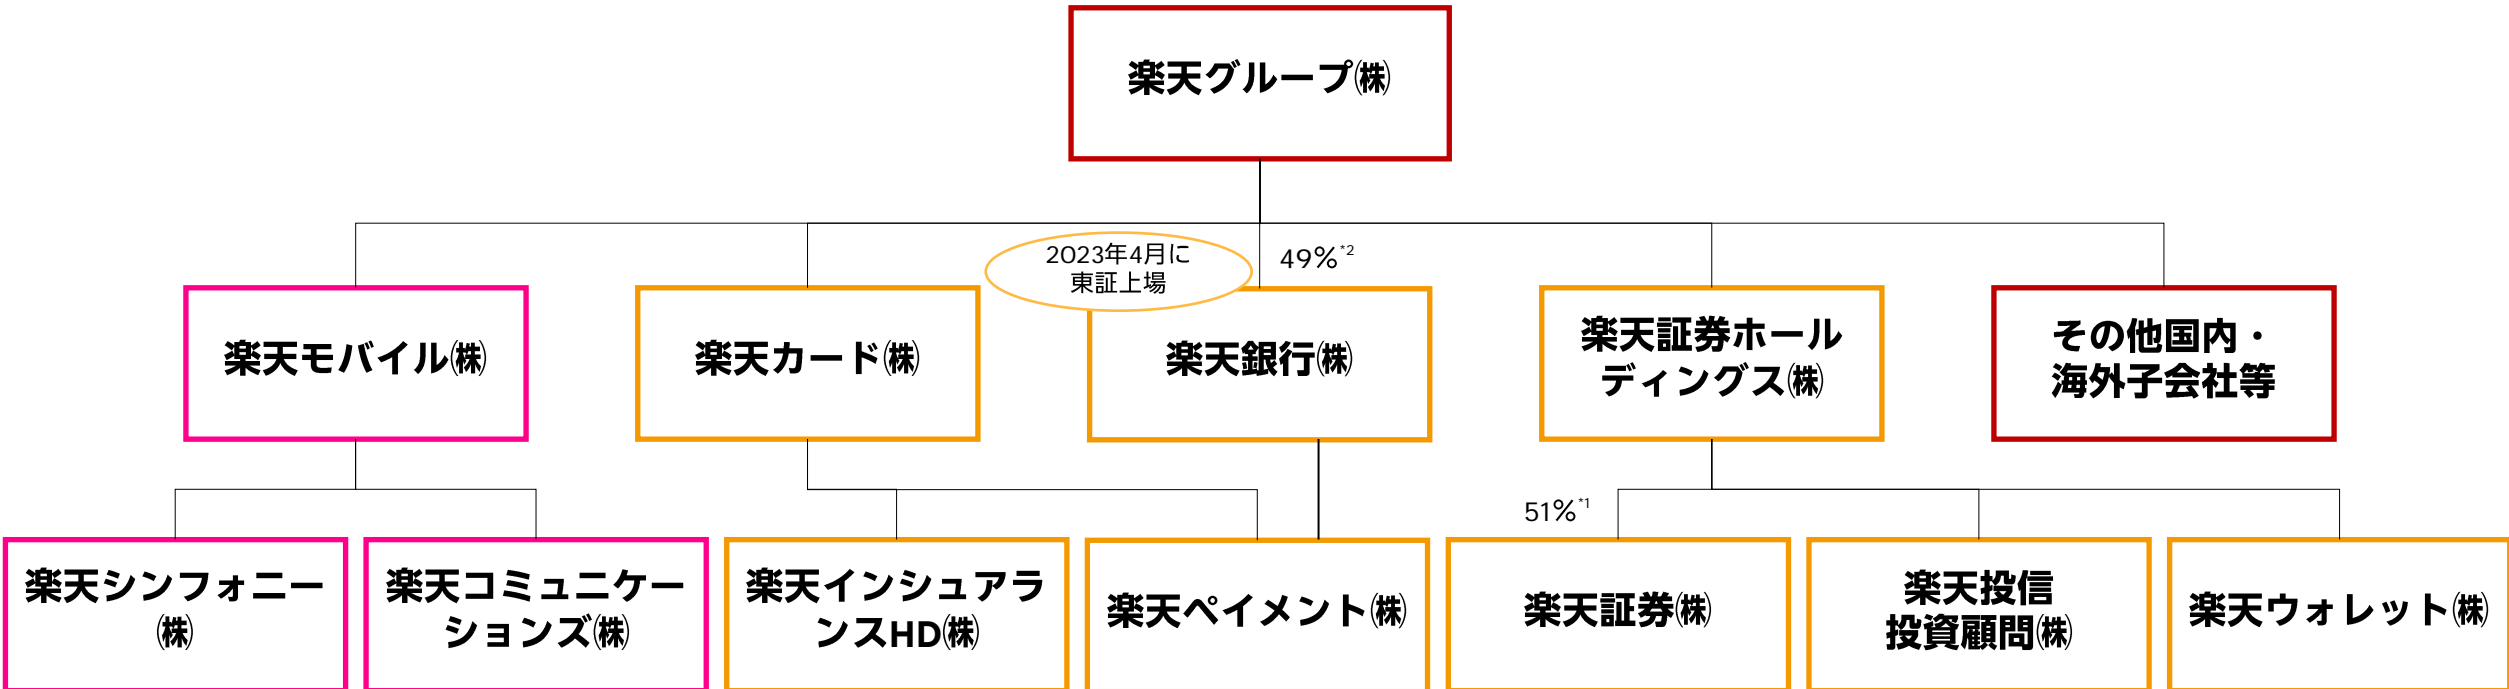 楽天グループ㈱
2023年4月に
東証上場
49%*2
楽天モバイル㈱
楽天カード㈱
楽天銀行㈱
楽天証券ホール
ディングス㈱
その他国内・
海外子会社等
51%*1
楽天シンフォニー
㈱
楽天コミュニケー
ションズ㈱
楽天インシュアラ
ンスHD㈱
楽天ペイメント㈱
楽天証券㈱
楽天投信
投資顧問㈱
楽天ウォレット㈱